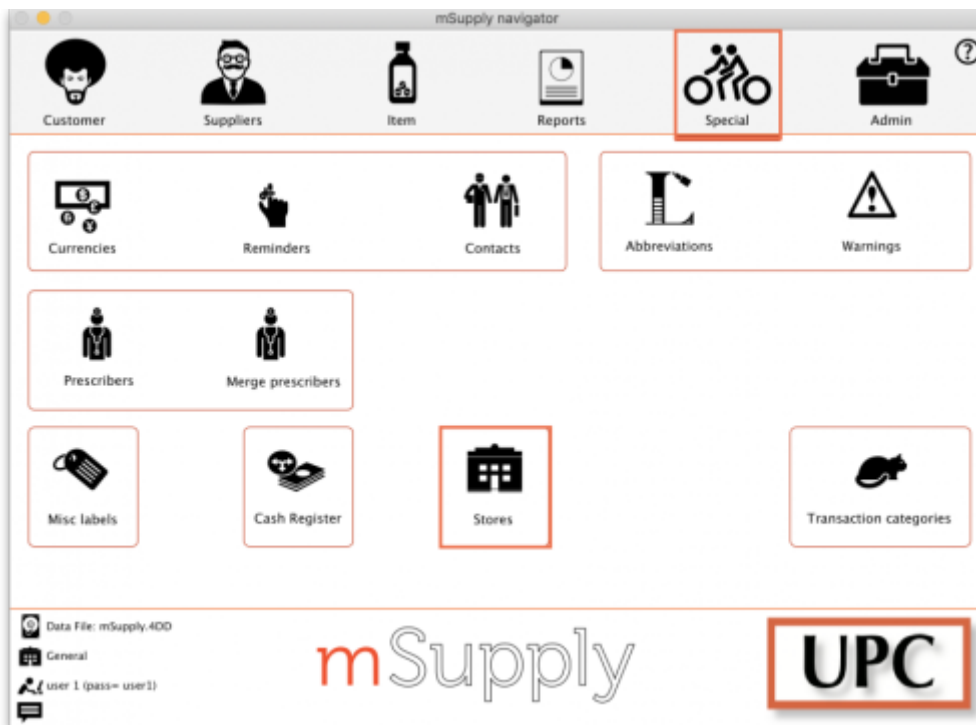 mSupply navigator
?
Customer
Suppliers
Item
Reports
Special
Admin
Currencies
Reminders
Contacts
Abbreviations
Warnings
Prescribers
Merge prescribers
Misc labels
Cash Register
Stores
Transaction categories
Data File: mSupply.4DD
General
user 1 (pass= user1)
mSupply
UPC